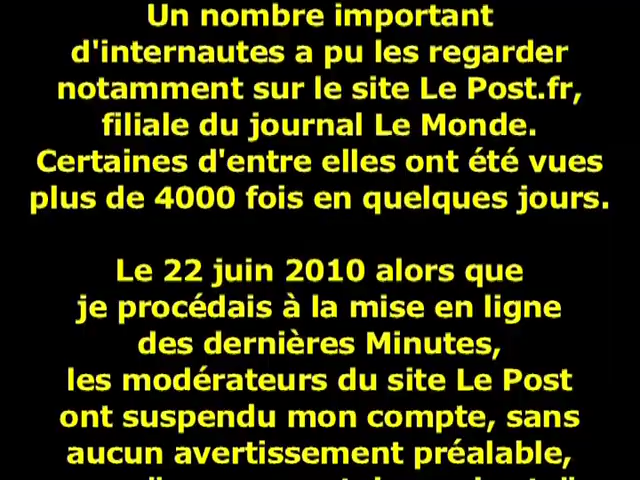 Un nombre important
d'internautes a pu les regarder
notamment sur le site Le Post.fr,
filiale du journal Le Monde.
Certaines d'entre elles ont été vues
plus de 4000 fois en quelques jours.
Le 22 juin 2010 alors que
je procédais à la mise en ligne
des dernières Minutes,
les modérateurs du site Le Post
ont suspendu mon compte, sans
aucun avertissement préalable,